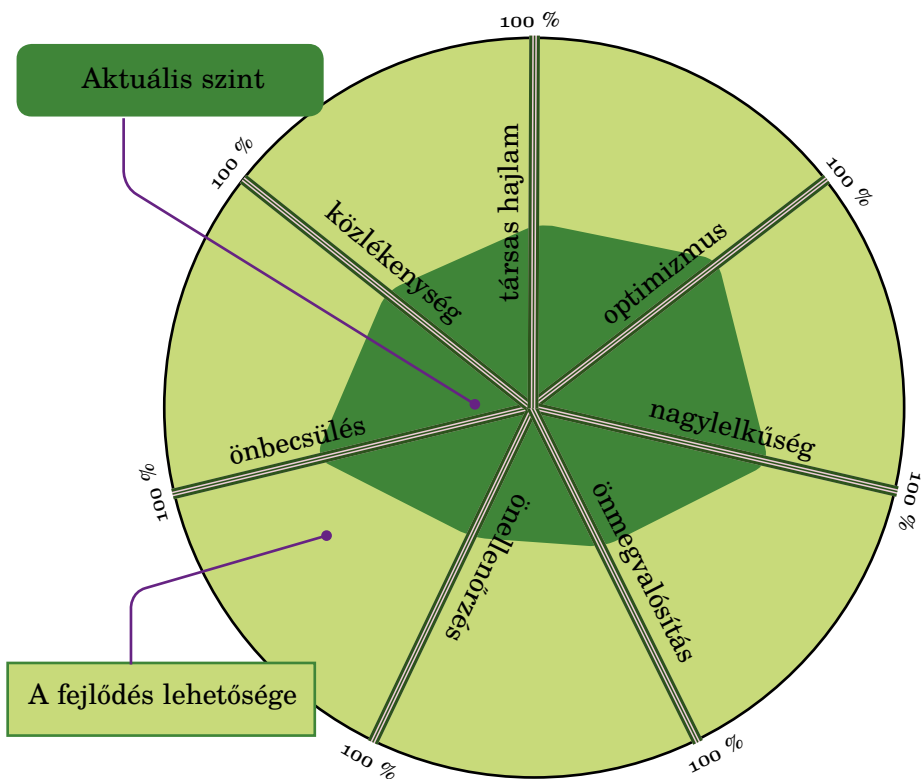 100 %
Aktuális szint
100 %
100 %
társas hajlam
közlékenység
optimizmus
önbecsülés
nagylelkűség
100 %
100 %
önellenőrzés
önmegvalósítás
A fejlődés lehetősége
100 %
100 %